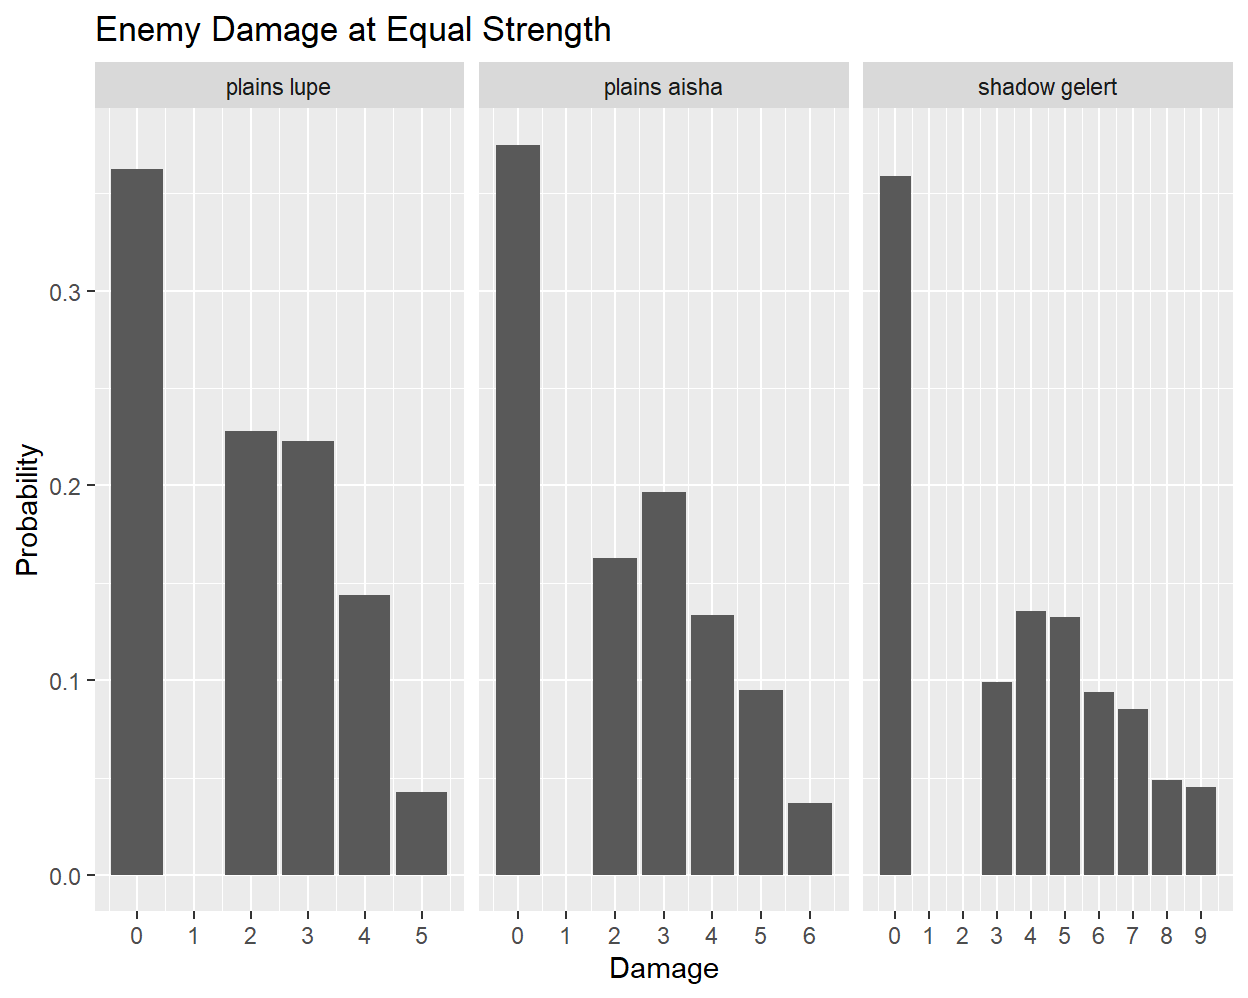 Enemy Damage at Equal Strength
plains lupe
plains aisha
shadow gelert
Probability
0.3
0.2
0.1
0.0
0 1 2 3 4 5
0 1 2 3 4 5 6
0 1 2 3 4 5 6 7 8 9
Damage